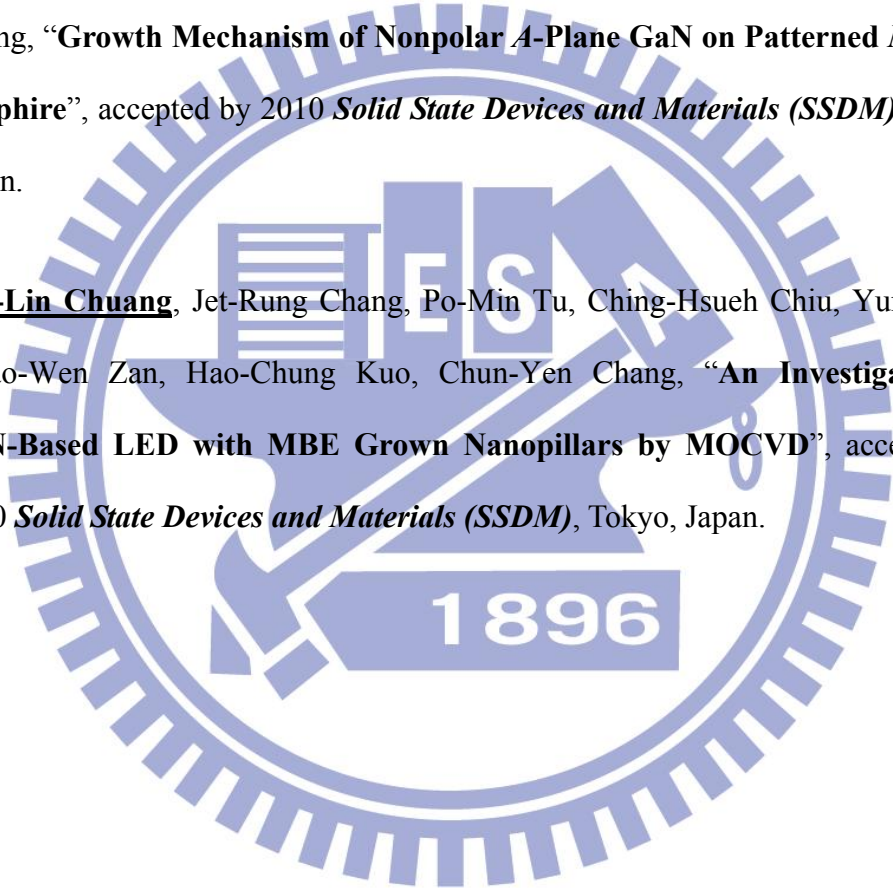 ng, “Growth Mechanism of Nonpolar A-Plane GaN on Patterned
phire”, accepted by 2010 Solid State Devices and Materials (SSDM)
n.
E S A
-Lin Chuang, Jet-Rung Chang, Po-Min Tu, Ching-Hsueh Chiu, Yu
o-Wen Zan, Hao-Chung Kuo, Chun-Yen Chang, “An Investiga
N-Based LED with MBE Grown Nanopillars by MOCVD”, acce
0 Solid State Devices and Materials (SSDM), Tokyo, Japan.
1896